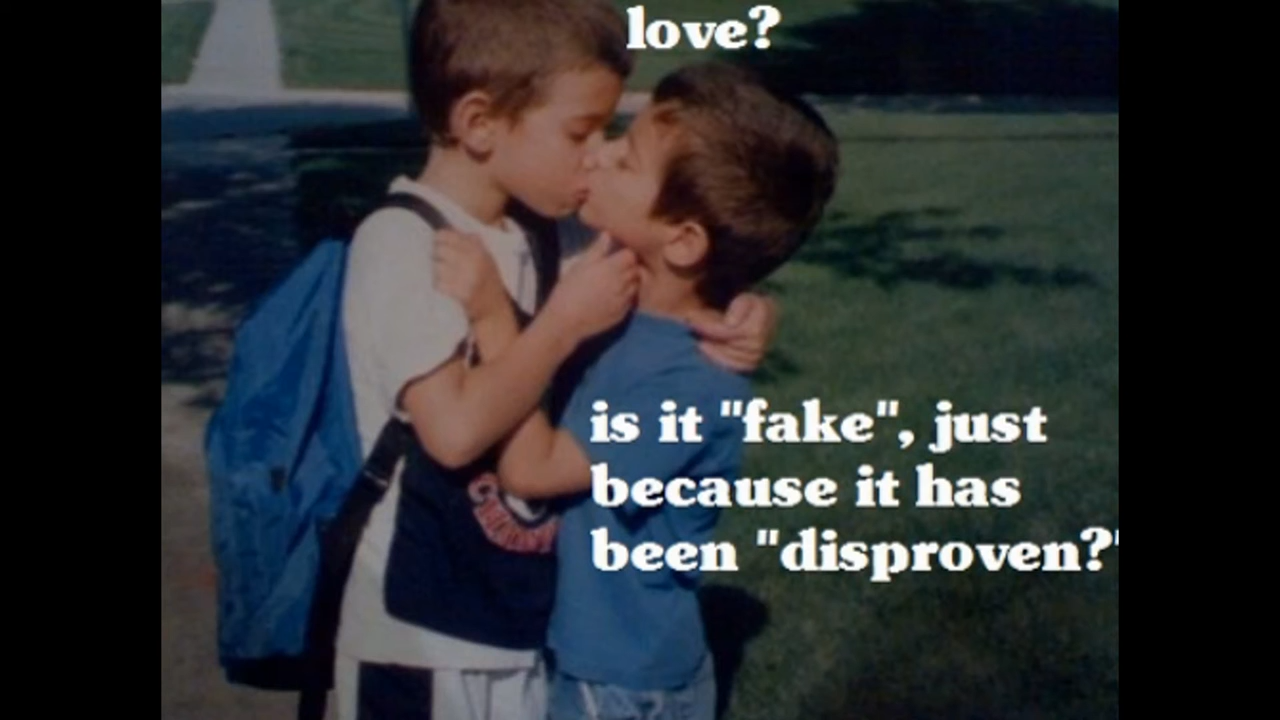 love?
is it "fake", just
because it has
been "disproven?"